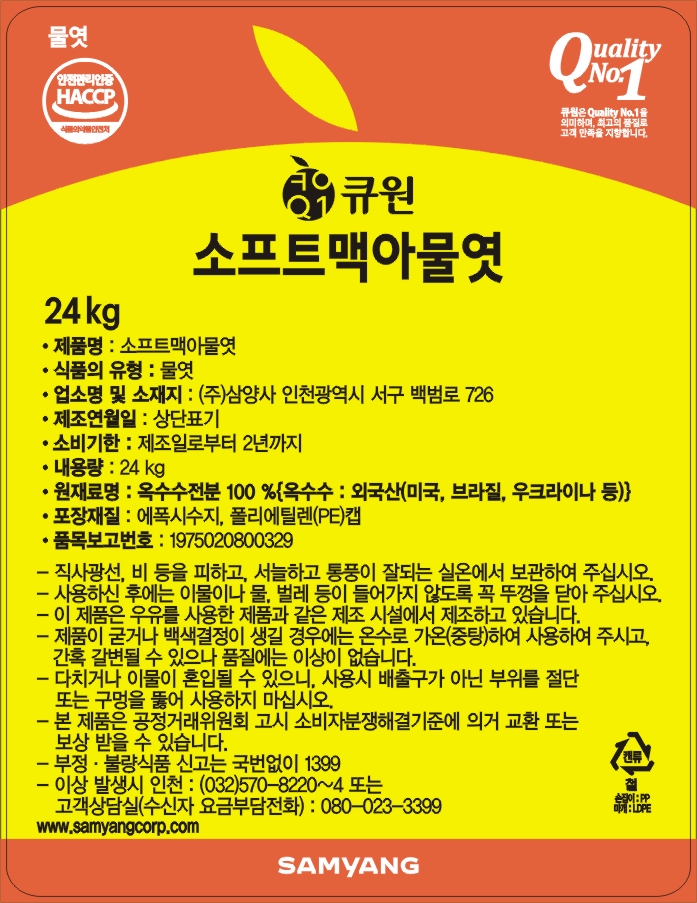 물엿
안전관리인증
HACCP
식품의약품안전처
Quality
No.1
큐원은 Quality No.1을
의미하며, 최고의 품질로
고객 만족을 지향합니다.
큐원
Q1
큐원
소프트맥아물엿
24 kg
• 제품명 : 소프트맥아물엿
• 식품의 유형 : 물엿
• 업소명 및 소재지 : (주)삼양사 인천광역시 서구 백범로 726
• 제조연월일 : 상단표기
• 소비기한 : 제조일로부터 2년까지
• 내용량 : 24 kg
• 원재료명 : 옥수수전분 100 %{옥수수 : 외국산(미국, 브라질, 우크라이나 등)}
• 포장재질 : 에폭시수지, 폴리에틸렌(PE)캡
• 품목보고번호 : 1975020800329
– 직사광선, 비 등을 피하고, 서늘하고 통풍이 잘되는 실온에서 보관하여 주십시오.
– 사용하신 후에는 이물이나 물, 벌레 등이 들어가지 않도록 꼭 뚜껑을 닫아 주십시오.
– 이 제품은 우유를 사용한 제품과 같은 제조 시설에서 제조하고 있습니다.
– 제품이 굳거나 백색결정이 생길 경우에는 온수로 가온(중탕)하여 사용하여 주시고,
간혹 갈변될 수 있으나 품질에는 이상이 없습니다.
– 다치거나 이물이 혼입될 수 있으니, 사용시 배출구가 아닌 부위를 절단
또는 구멍을 뚫어 사용하지 마십시오.
– 본 제품은 공정거래위원회 고시 소비자분쟁해결기준에 의거 교환 또는
보상 받을 수 있습니다.
– 부정 · 불량식품 신고는 국번없이 1399
– 이상 발생시 인천 : (032)570–8220~4 또는
고객상담실(수신자 요금부담전화) : 080–023–3399
www.samyangcorp.com
캔류
철
손잡이 : PP
마개 : LDPE
SAMYANG